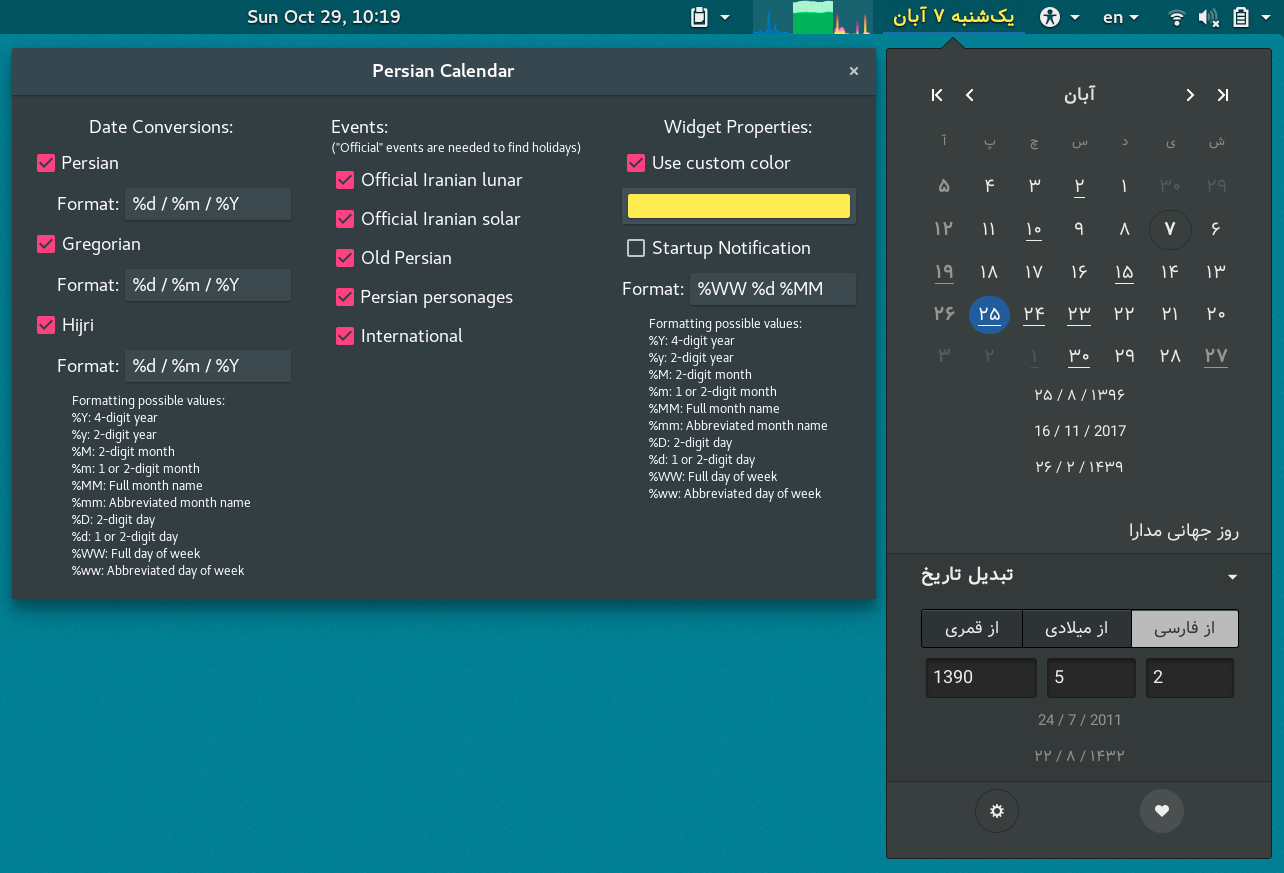 Sun Oct 29, 10:19
یک‌شنبه ۷ آبان
en
Persian Calendar
Date Conversions:
Persian
Format: %d / %m / %Y
Gregorian
Format: %d / %m / %Y
Hijri
Format: %d / %m / %Y
Formatting possible values:
%Y: 4-digit year
%y: 2-digit year
%M: 2-digit month
%m: 1 or 2-digit month
%MM: Full month name
%mm: Abbreviated month name
%D: 2-digit day
%d: 1 or 2-digit day
%WW: Full day of week
%ww: Abbreviated day of week
Events:
("Official" events are needed to find holidays)
Official Iranian lunar
Official Iranian solar
Old Persian
Persian personages
International
Widget Properties:
Use custom color
Startup Notification
Format: %WW %d %MM
Formatting possible values:
%Y: 4-digit year
%y: 2-digit year
%M: 2-digit month
%m: 1 or 2-digit month
%MM: Full month name
%mm: Abbreviated month name
%D: 2-digit day
%d: 1 or 2-digit day
%WW: Full day of week
%ww: Abbreviated day of week
آبان
ش ی د س چ پ آ
۲۹ ۳۰ ۱ ۲ ۳ ۴ ۵
۶ ۷ ۸ ۹ ۱۰ ۱۱ ۱۲
۱۳ ۱۴ ۱۵ ۱۶ ۱۷ ۱۸ ۱۹
۲۰ ۲۱ ۲۲ ۲۳ ۲۴ ۲۵ ۲۶
۲۷ ۲۸ ۲۹ ۳۰ ۱ ۲ ۳
۲۵ / ۸ / ۱۳۹۶
16 / 11 / 2017
۲۶ / ۲ / ۱۴۳۹
روز جهانی مدارا
تبدیل تاریخ
از فارسی از میلادی از قمری
1390 5 2
24 / 7 / 2011
۲۲ / ۸ / ۱۴۳۲